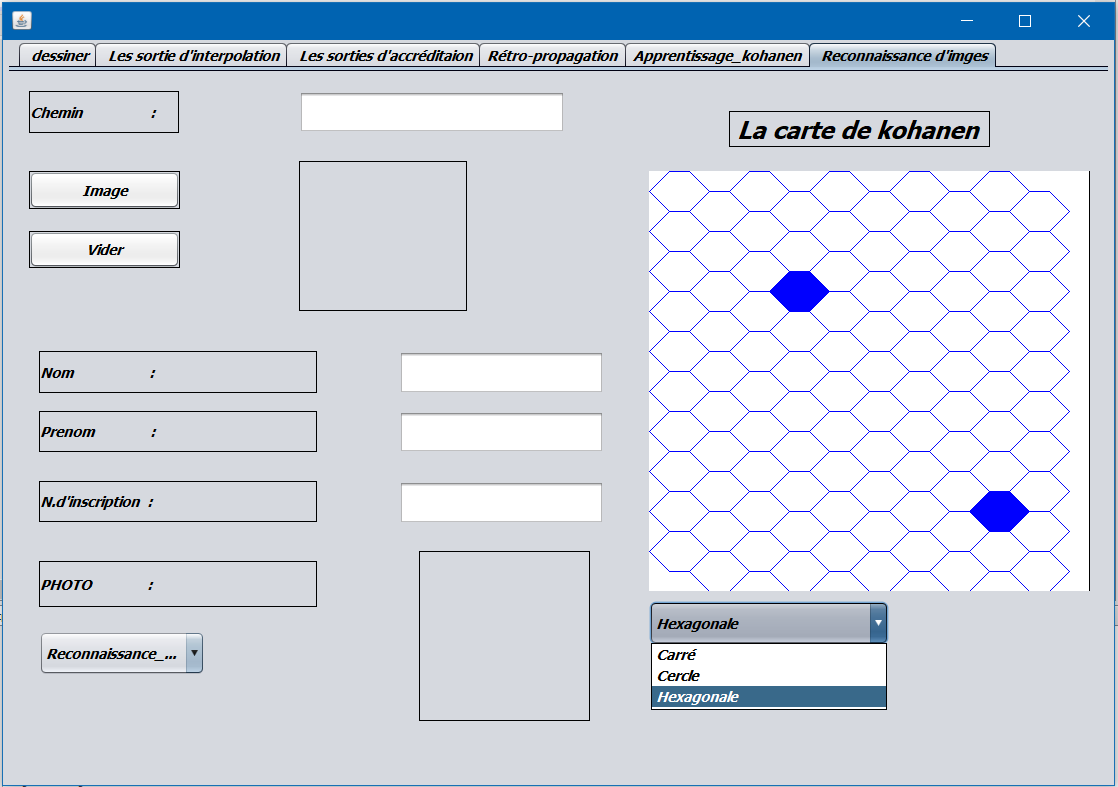 dessiner Les sortie d'interpolation Les sorties d'accréditaion Rétro-propagation Apprentissage_kohanen Reconnaissance d'imges
Chemin :
La carte de kohanen
Image
Vider
Nom :
Prenom :
N.d'inscription :
PHOTO :
Reconnaissance_...
Hexagonale
Carré
Cercle
Hexagonale